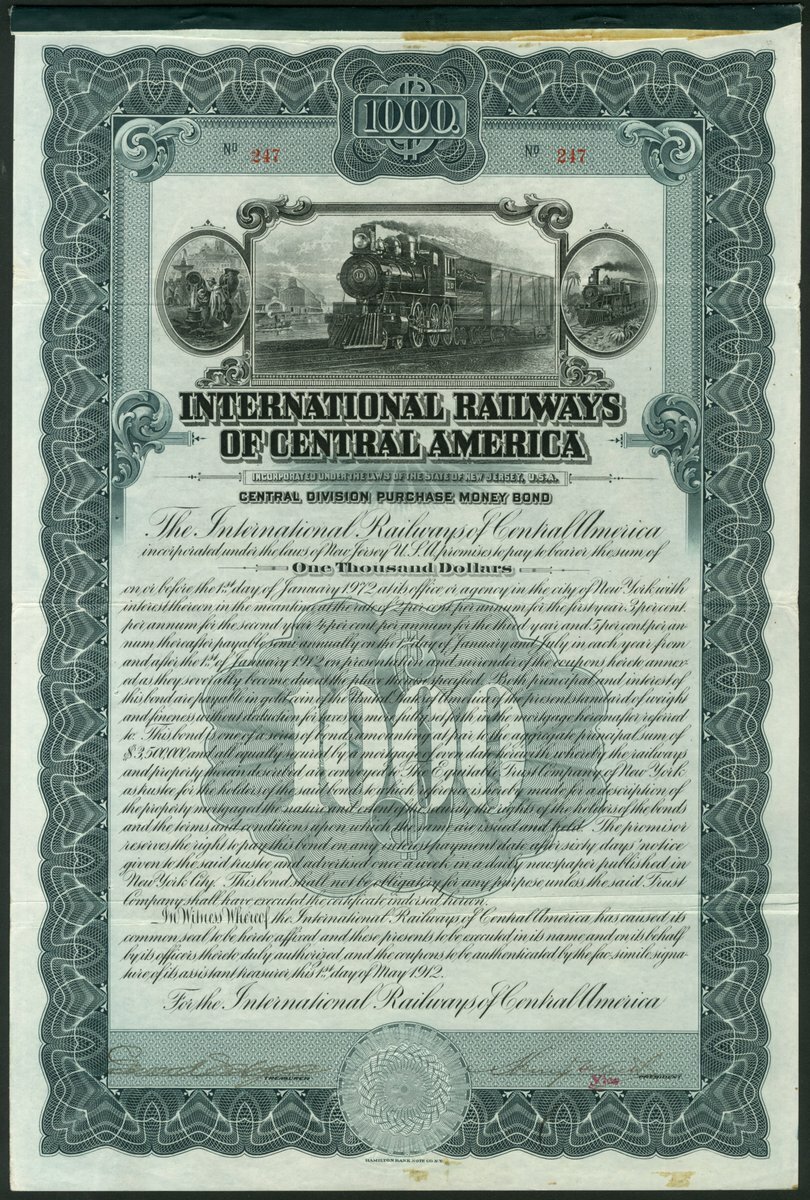 1000.
No 247
No 247
INTERNATIONAL RAILWAYS
OF CENTRAL AMERICA
INCORPORATED UNDER THE LAWS OF THE STATE OF NEW JERSEY, U.S.A.
CENTRAL DIVISION PURCHASE MONEY BOND
The International Railways of Central America
incorporated under the laws of New Jersey U.S.A. promises to pay to bearer the sum of
One Thousand Dollars
on or before the 1st day of January 1972 at its office or agency in the city of New York with
interest thereon in the meantime at the rate of 2 per cent per annum for the first year. 3 per cent.
per annum for the second year 4 per cent, per annum for the third year and 5 per cent, per an-
num thereafter payable semi annually on the 1st day of January and July in each year from
and after the 1st of January 1912 on presentation and surrender of the coupons hereto annex-
ed as they severally become due at the place therein specified. Both principal and interest of
this bond are payable in gold coin of the United States of America of the present standard of weight
and fineness without deduction for taxes as more fully set forth in the mortgage hereinafter referred
to. This bond is one of a series of bonds amounting at par to the aggregate principal sum of
$3,500,000 and all equally secured by a mortgage of even date herewith whereby the railways
and property therein described are conveyed to The Equitable Trust Company of New York
as trustee for the holders of the said bonds to which reference is hereby made for a description of
the property mortgaged the nature and extent of the security the rights of the holders of the bonds
and the terms and conditions upon which the same are issued and held. The promisor
reserves the right to pay this bond on any interest payment date after sixty days' notice
given to the said trustee and advertised once a week in a daily newspaper published in
New York City. This bond shall not be obligatory for any purpose unless the said Trust
Company shall have executed the certificate indorsed hereon.
In Witness Whereof the International Railways of Central America has caused its
common seal to be hereto affixed and these presents to be executed in its name and on its behalf
by its officers thereto duly authorized, and the coupons to be authenticated by the fac-simile signa-
ture of its assistant treasurer, this 1st day of May 1912.
For the International Railways of Central America
1000
TREASURER
PRESIDENT
HAMILTON BANK NOTE CO. N.Y.